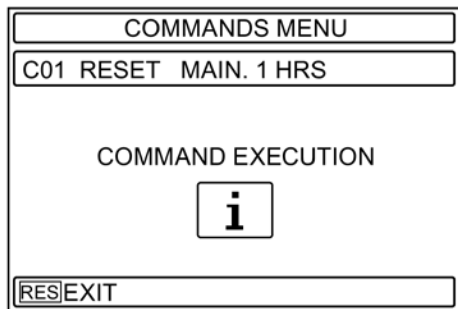 COMMANDS MENU
C01 RESET MAIN. 1 HRS
COMMAND EXECUTION
i
RES EXIT